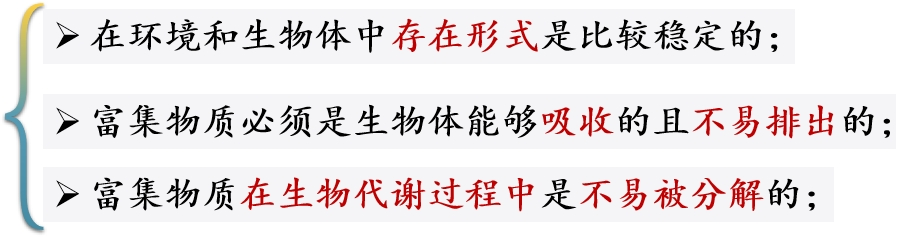 ➢ 在环境和生物体中存在形式是比较稳定的；
➢ 富集物质必须是生物体能够吸收的且不易排出的；
➢ 富集物质在生物代谢过程中是不易被分解的；